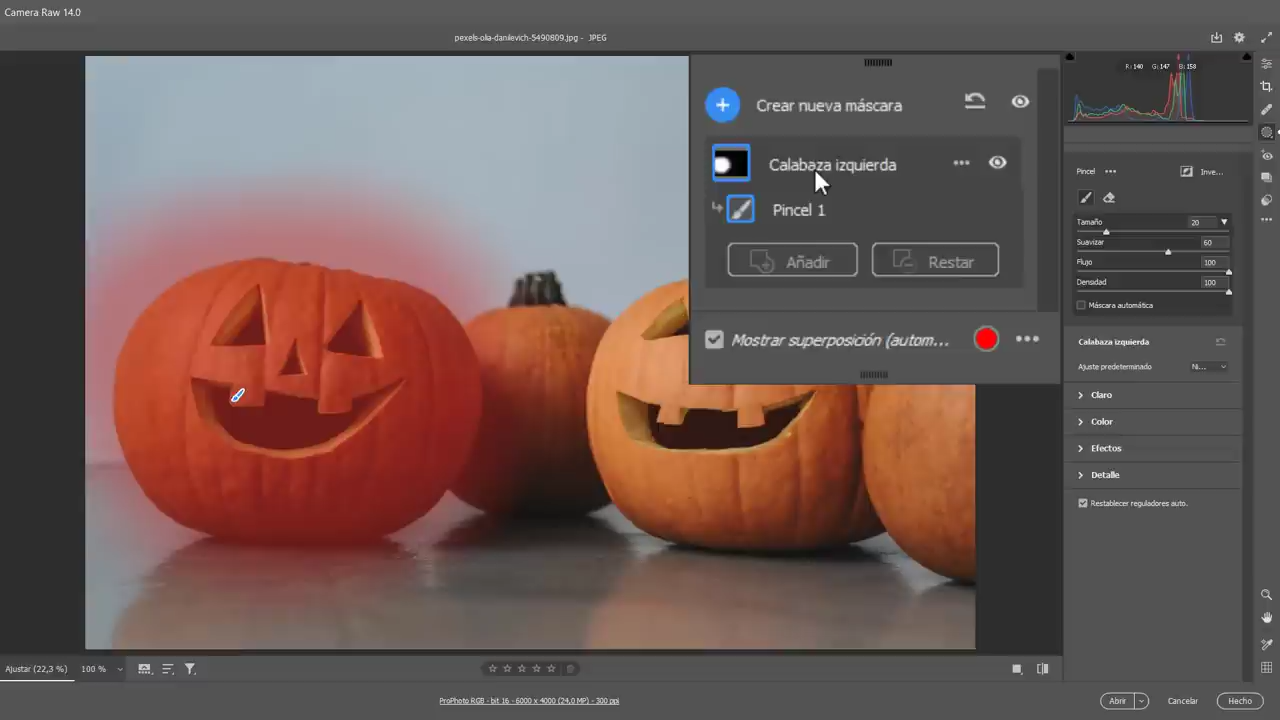 Camera Raw 14.0
pexels-olia-danilevich-5490809.jpg - JPEG
R: 140 G: 147 B: 158
Crear nueva máscara
Calabaza izquierda
Pincel 1
Añadir Restar
Mostrar superposición (autom...
Pincel Inve...
Tamaño 20
Suavizar 60
Flujo 100
Densidad 100
Máscara automática
Calabaza izquierda
Ajuste predeterminado Ni...
Claro
Color
Efectos
Detalle
Restablecer reguladores auto.
Ajustar (22,3 %) 100 %
ProPhoto RGB - bit 16 - 6000 x 4000 (24,0 MP) - 300 ppi
Abrir Cancelar Hecho